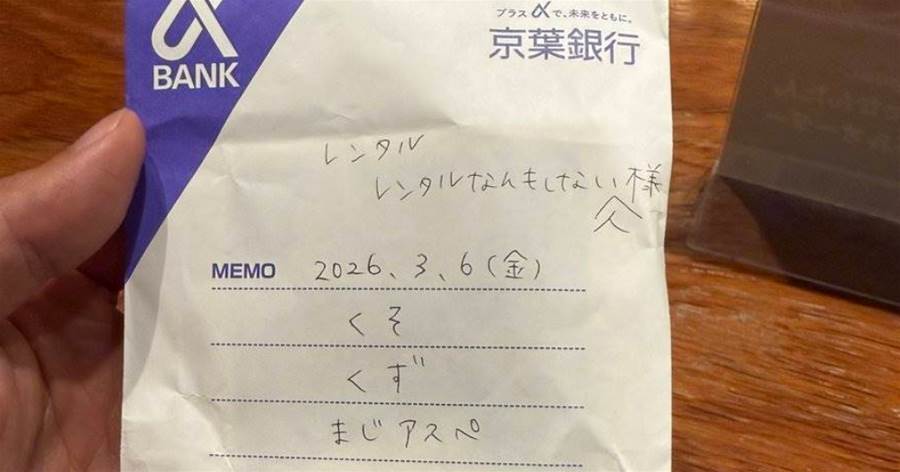 α
BANK
プラスαで、未来をともに。
京葉銀行
レンタル
レンタルなんもしない人様
MEMO 2026.3.6(金)
くそ
くず
まじアスペ